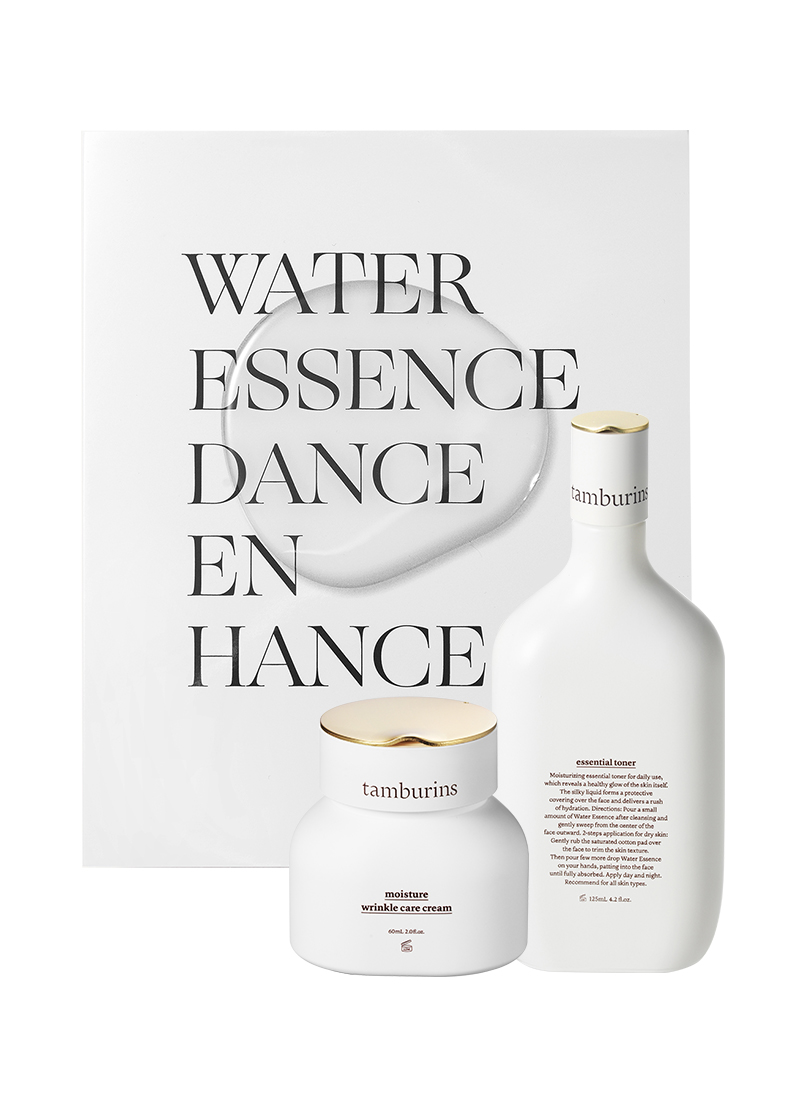 WATER
ESSENCE
DANCE
EN
HANCE
tamburins
essential toner
Moisturizing essential toner for daily use,
which reveals a healthy glow of the skin itself.
The silky liquid forms a protective
covering over the face and delivers a rush
of hydration. Directions: Pour a small
amount of Water Essence after cleansing and
gently sweep from the center of the
face outward. 2-steps application for dry skin:
Gently rub the saturated cotton pad over
the face to trim the skin texture.
Then pour few more drop Water Essence
on your hands, patting into the face
until fully absorbed. Apply day and night.
Recommend for all skin types.
125mL 4.2 fl.oz.
tamburins
moisture
wrinkle care cream
60mL 2.0fl.oz.